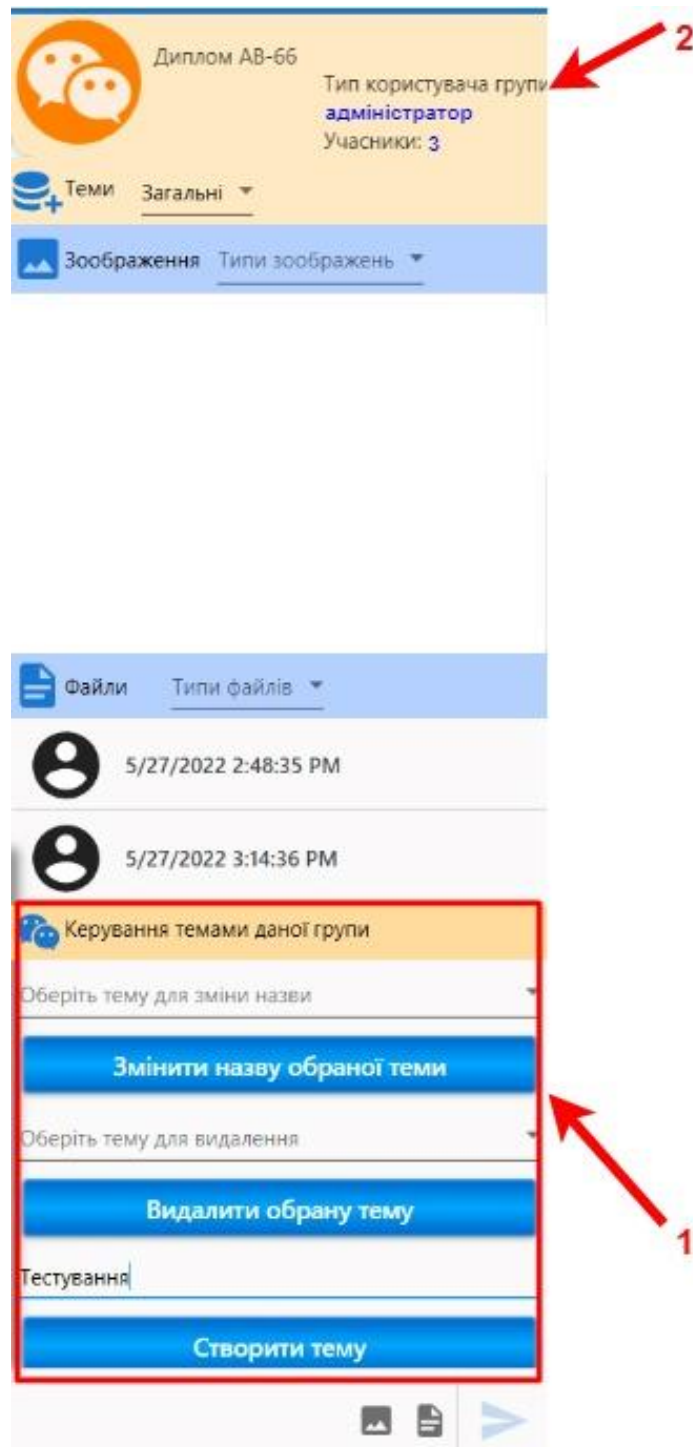 2
Диплом АВ-66
Тип користувача групи
адміністратор
Учасники: 3
Теми Загальні
Зоображення Типи зоображень
Файли Типи файлів
5/27/2022 2:48:35 PM
5/27/2022 3:14:36 PM
Керування темами даної групи
Оберіть тему для зміни назви
Змінити назву обраної теми
Оберіть тему для видалення
Видалити обрану тему
1
Тестування
Створити тему